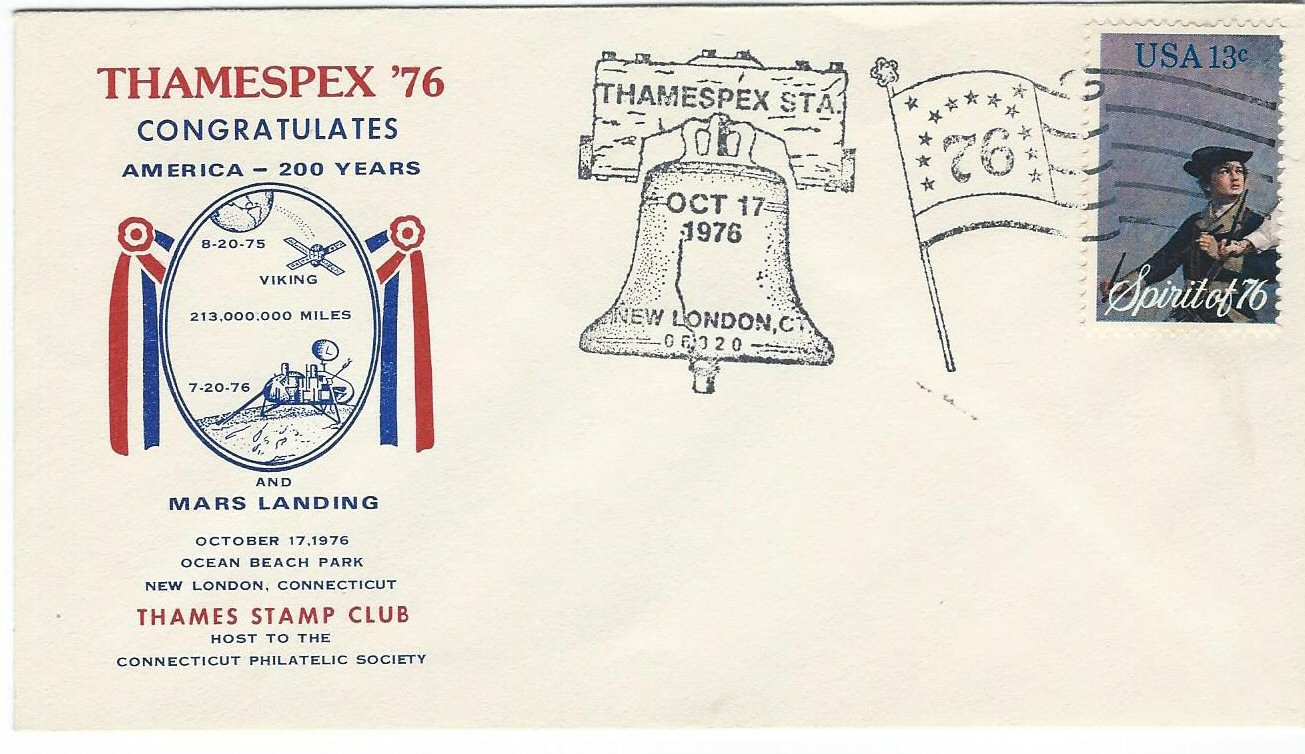 THAMESPEX '76
CONGRATULATES
AMERICA – 200 YEARS
8-20-75
VIKING
213,000,000 MILES
7-20-76
AND
MARS LANDING
OCTOBER 17,1976
OCEAN BEACH PARK
NEW LONDON, CONNECTICUT
THAMES STAMP CLUB
HOST TO THE
CONNECTICUT PHILATELIC SOCIETY
THAMESPEX STA.
OCT 17
1976
NEW LONDON, CT
06320
76
USA 13c
Spirit of 76